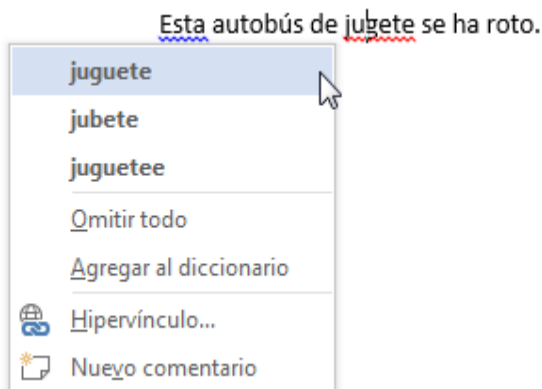 Esta autobús de jugete se ha roto.
juguete
jubete
juguetee
Omitir todo
Agregar al diccionario
Hipervínculo...
Nuevo comentario